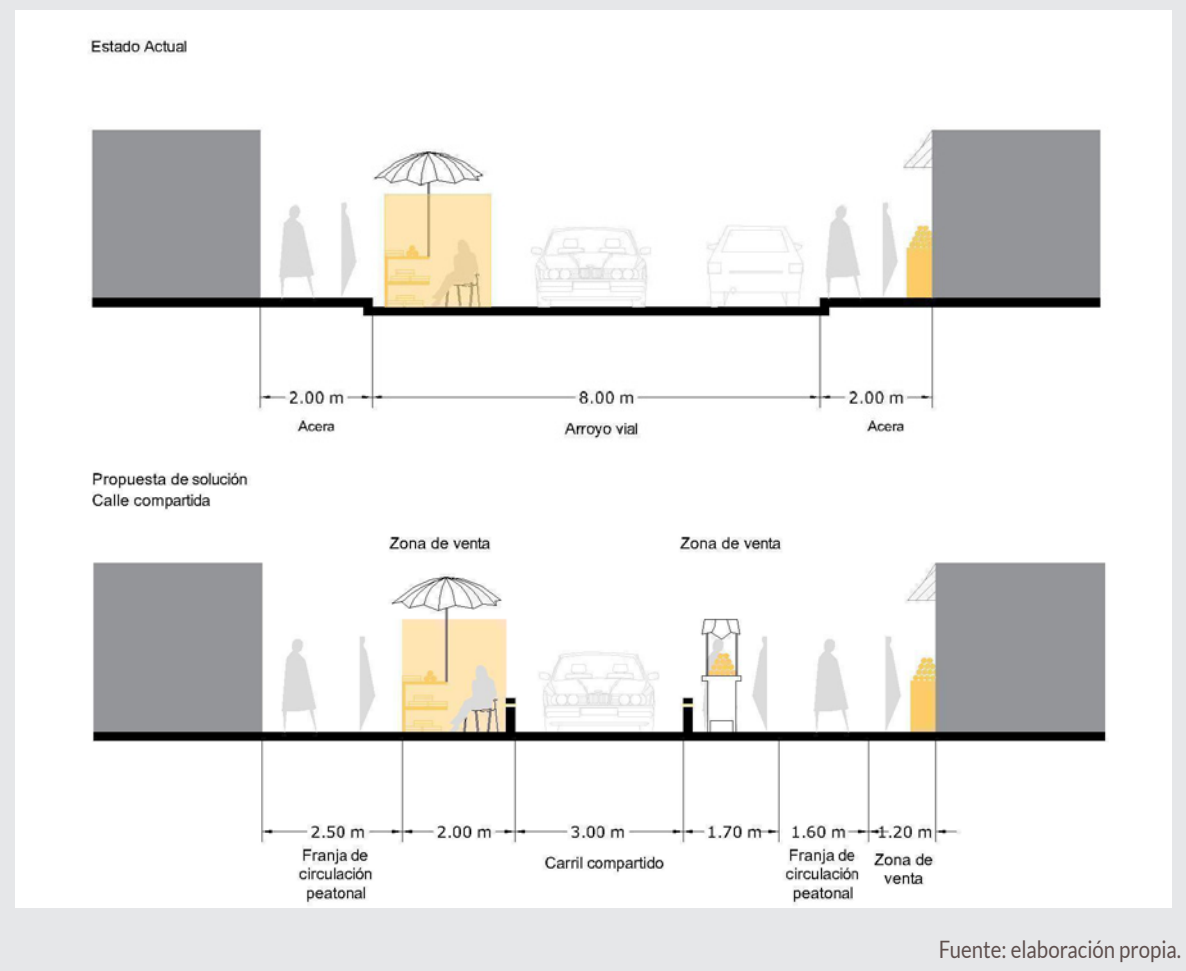 Estado Actual
2.00 m
8.00 m
2.00 m
Acera
Arroyo vial
Acera
Propuesta de solución
Calle compartida
Zona de venta
Zona de venta
2.50 m
2.00 m
3.00 m
1.70 m
1.60 m
1.20 m
Franja de
circulación
peatonal
Carril compartido
Franja de
circulación
peatonal
Zona de
venta
Fuente: elaboración propia.